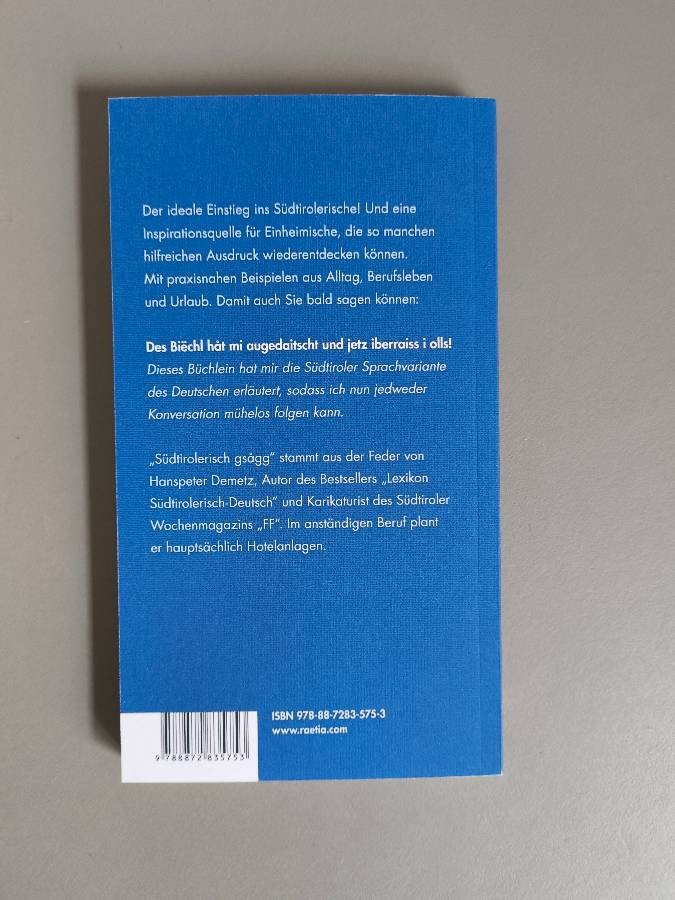 Der ideale Einstieg ins Südtirolerische! Und eine
Inspirationsquelle für Einheimische, die so manchen
hilfreichen Ausdruck wiederentdecken können.
Mit praxisnahen Beispielen aus Alltag, Berufsleben
und Urlaub. Damit auch Sie bald sagen können:
Des Biëchl håt mi augedaitscht und jetz iberraiss i olls!
Dieses Büchlein hat mir die Südtiroler Sprachvariante
des Deutschen erläutert, sodass ich nun jedweder
Konversation mühelos folgen kann.
„Südtirolerisch gsågg“ stammt aus der Feder von
Hanspeter Demetz, Autor des Bestsellers „Lexikon
Südtirolerisch-Deutsch“ und Karikaturist des Südtiroler
Wochenmagazins „FF“. Im anständigen Beruf plant
er hauptsächlich Hotelanlagen.
ISBN 978-88-7283-575-3
www.raetia.com
9 788872 835753